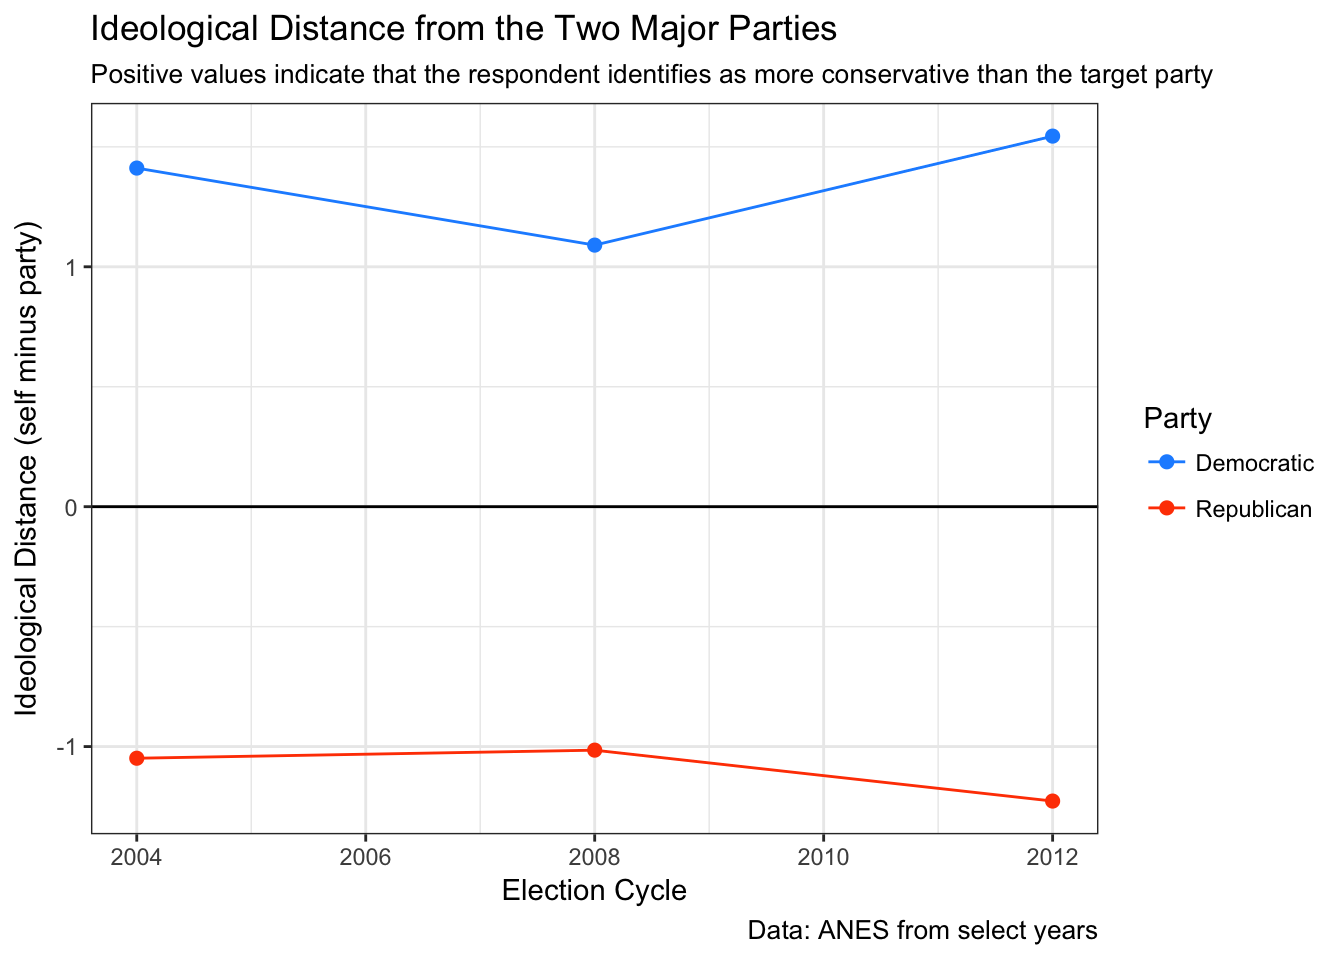 Ideological Distance from the Two Major Parties
Positive values indicate that the respondent identifies as more conservative than the target party
Ideological Distance (self minus party)
1
0
-1
2004
2006
2008
2010
2012
Election Cycle
Party
Democratic
Republican
Data: ANES from select years